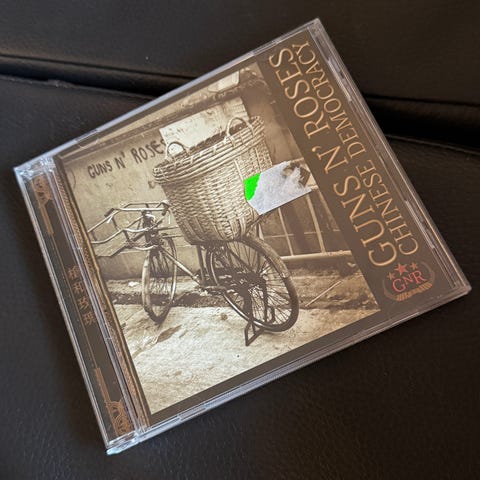 GUNS N' ROSES
GUNS N' ROSES
CHINESE DEMOCRACY
GNR